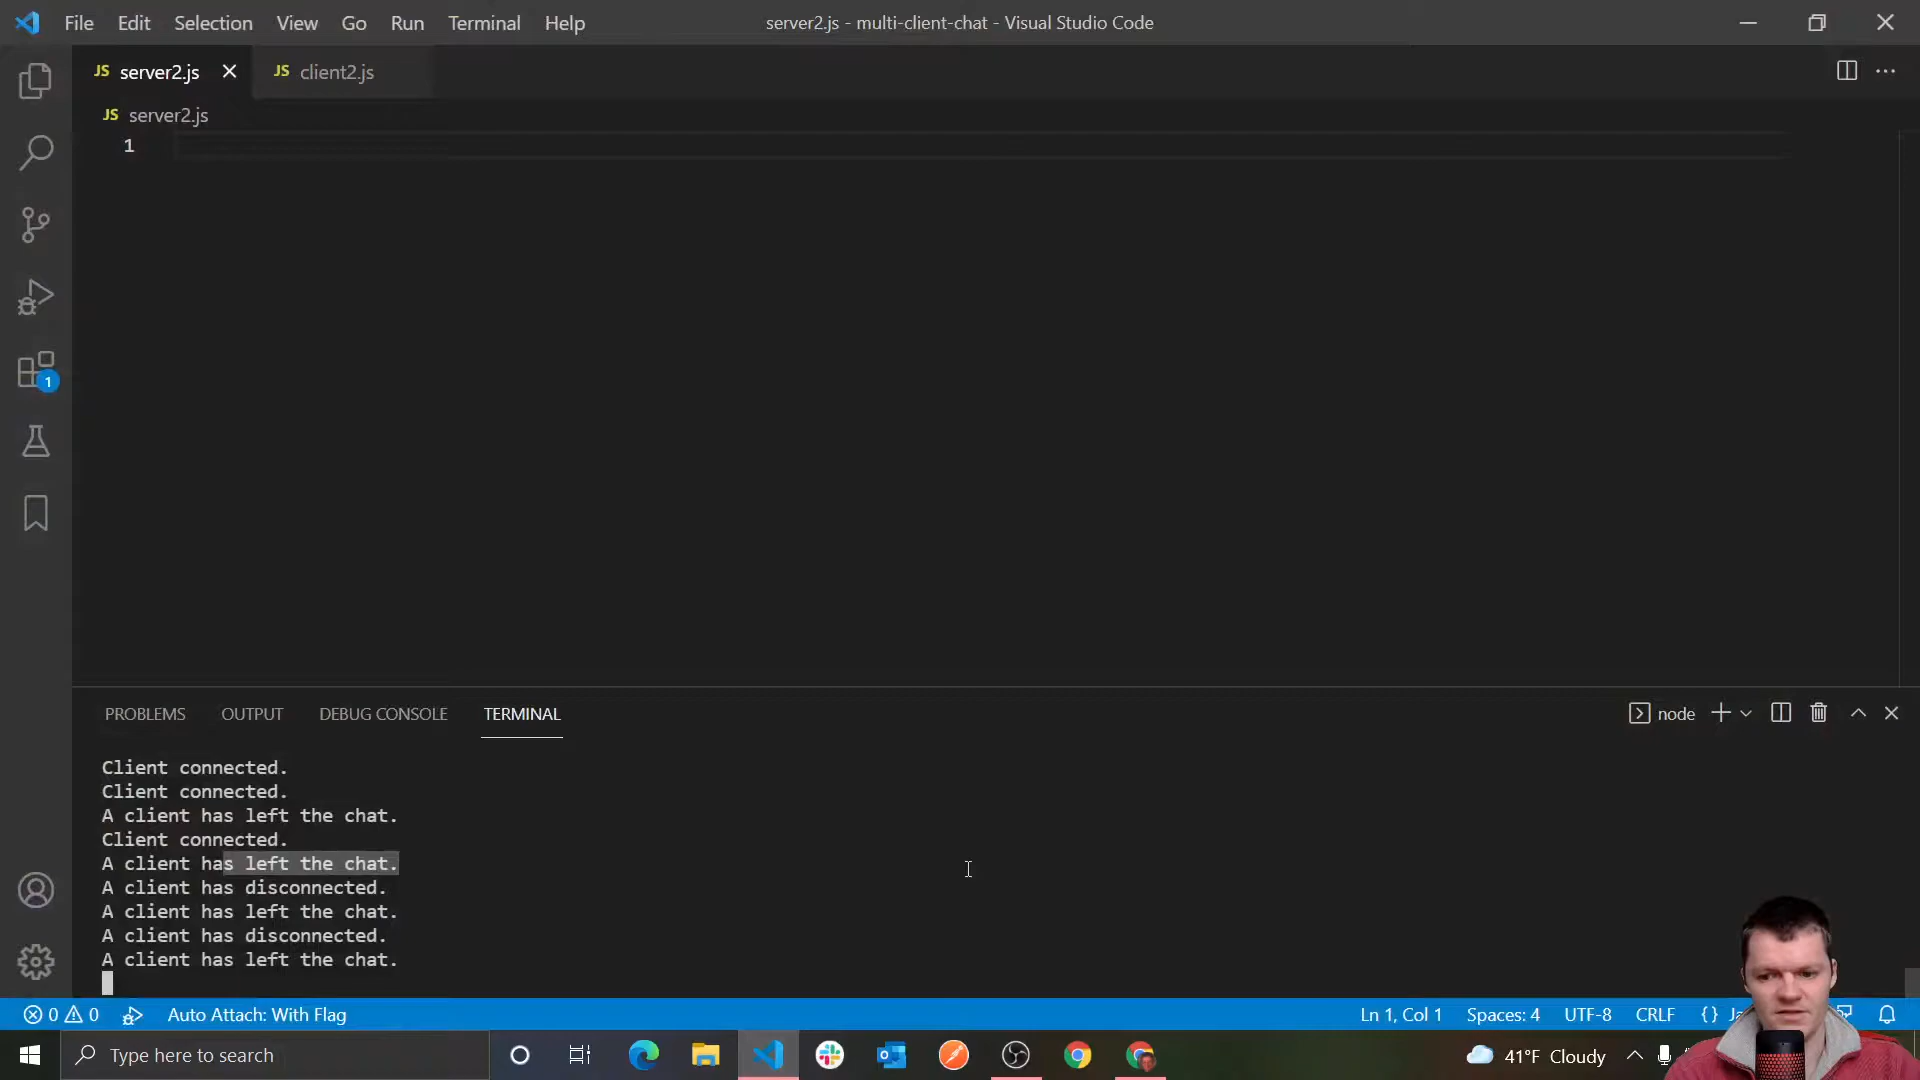 File Edit Selection View Go Run Terminal Help
server2.js - multi-client-chat - Visual Studio Code
JS server2.js
JS client2.js
JS server2.js
1
1
PROBLEMS OUTPUT DEBUG CONSOLE TERMINAL
node
Client connected.
Client connected.
A client has left the chat.
Client connected.
A client has left the chat.
A client has disconnected.
A client has left the chat.
A client has disconnected.
A client has left the chat.
0 0 Auto Attach: With Flag
Ln 1, Col 1 Spaces: 4 UTF-8 CRLF {}
Type here to search
41°F Cloudy